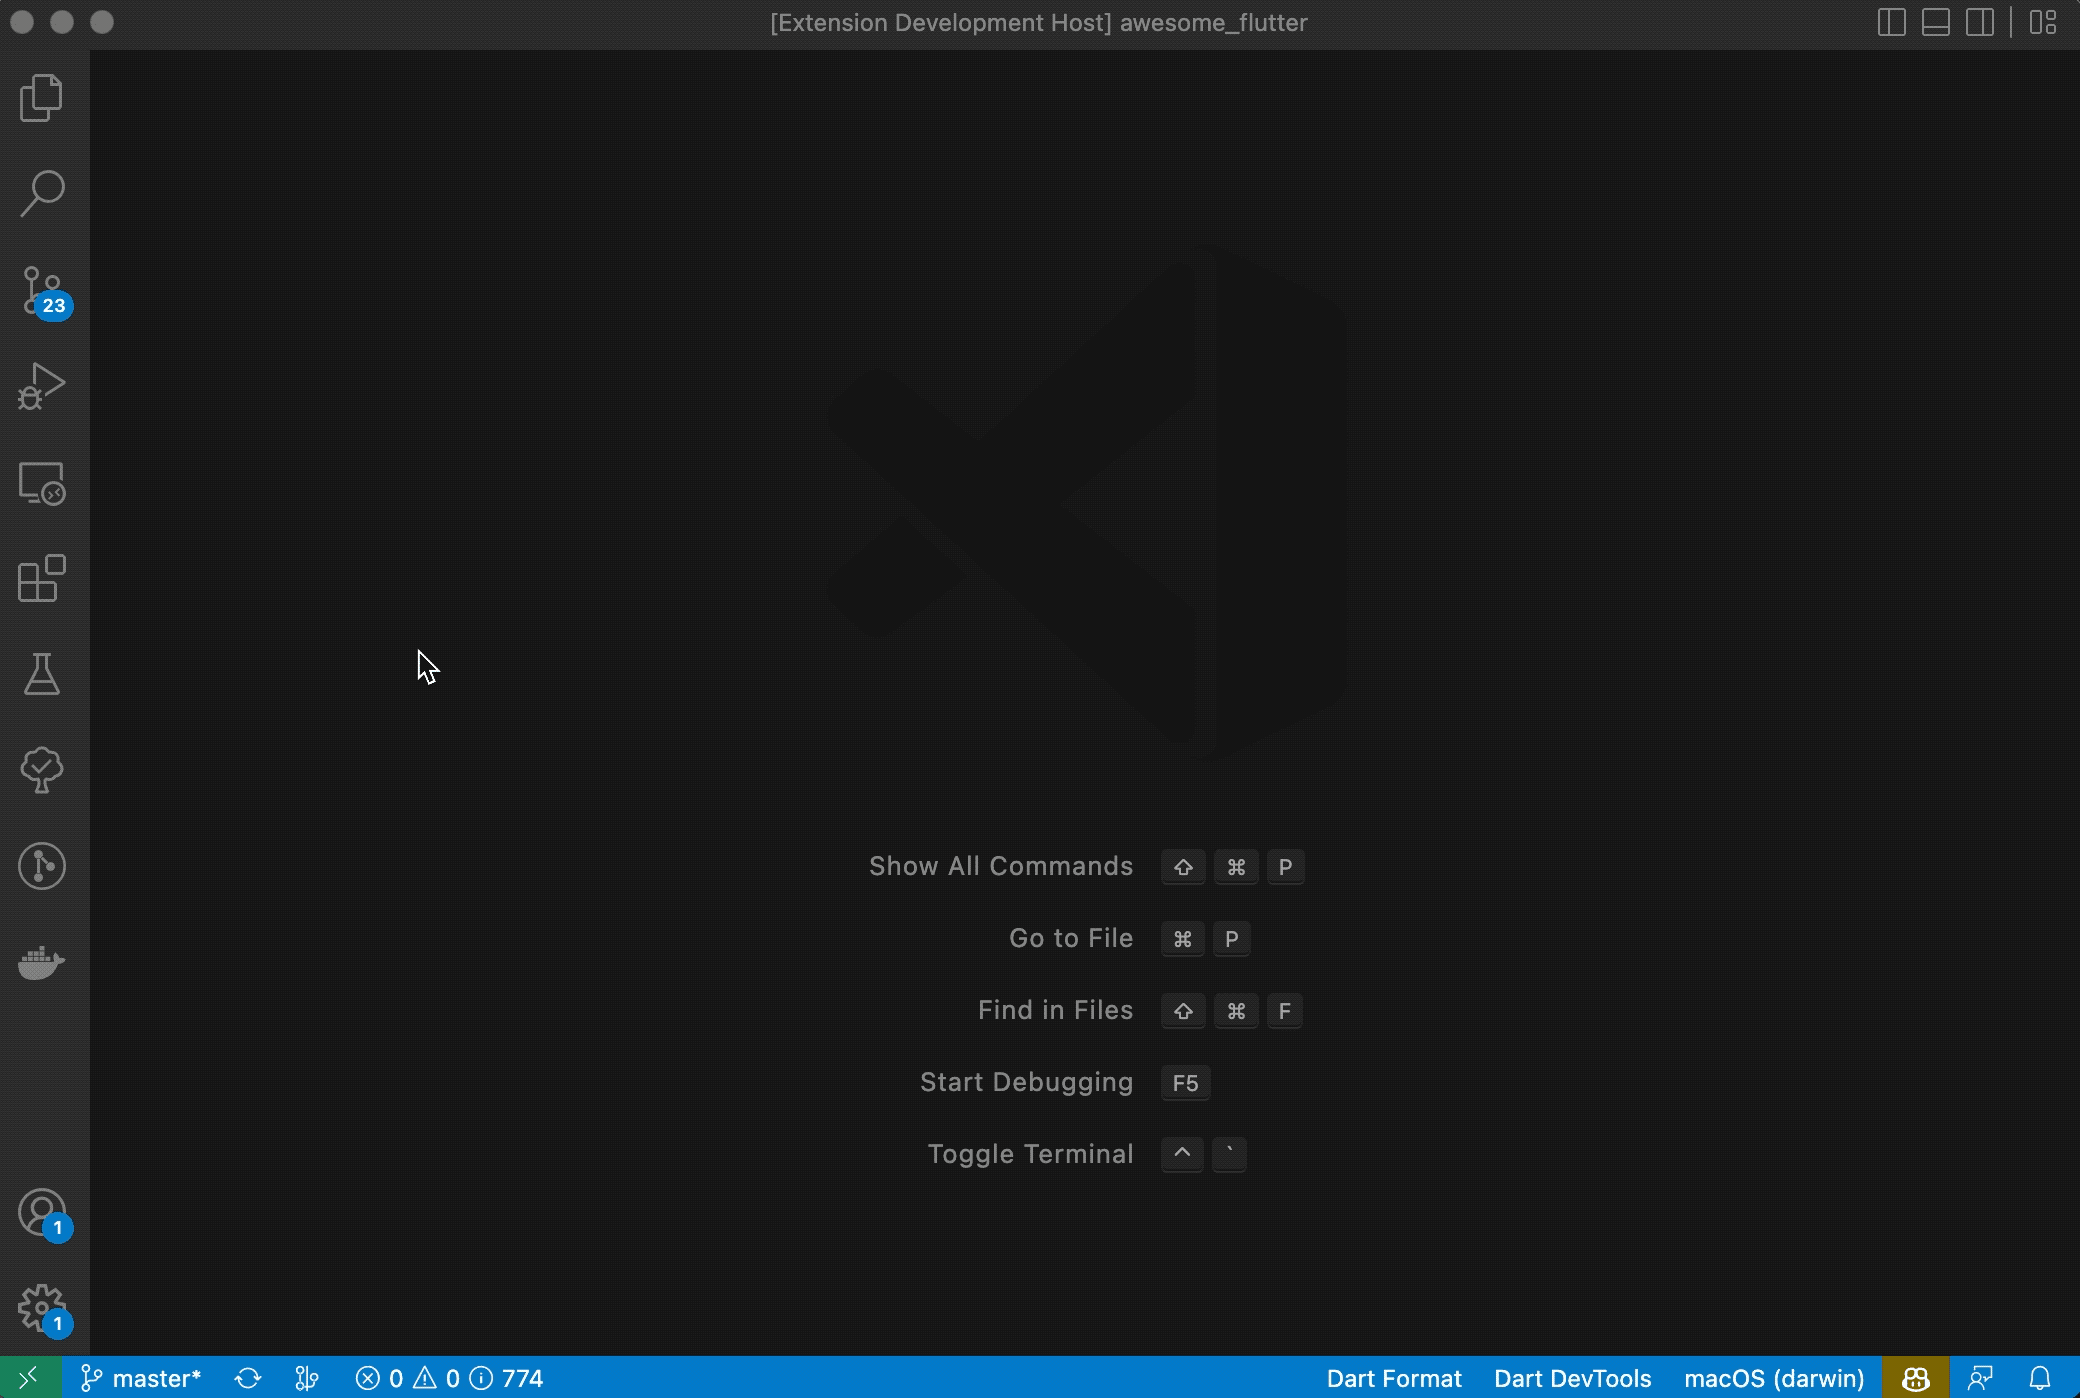 [Extension Development Host] awesome_flutter
23
Show All Commands ⇧ ⌘ P
Go to File ⌘ P
Find in Files ⇧ ⌘ F
Start Debugging F5
Toggle Terminal ^ `
1
1
master* 0 0 774 Dart Format Dart DevTools macOS (darwin)